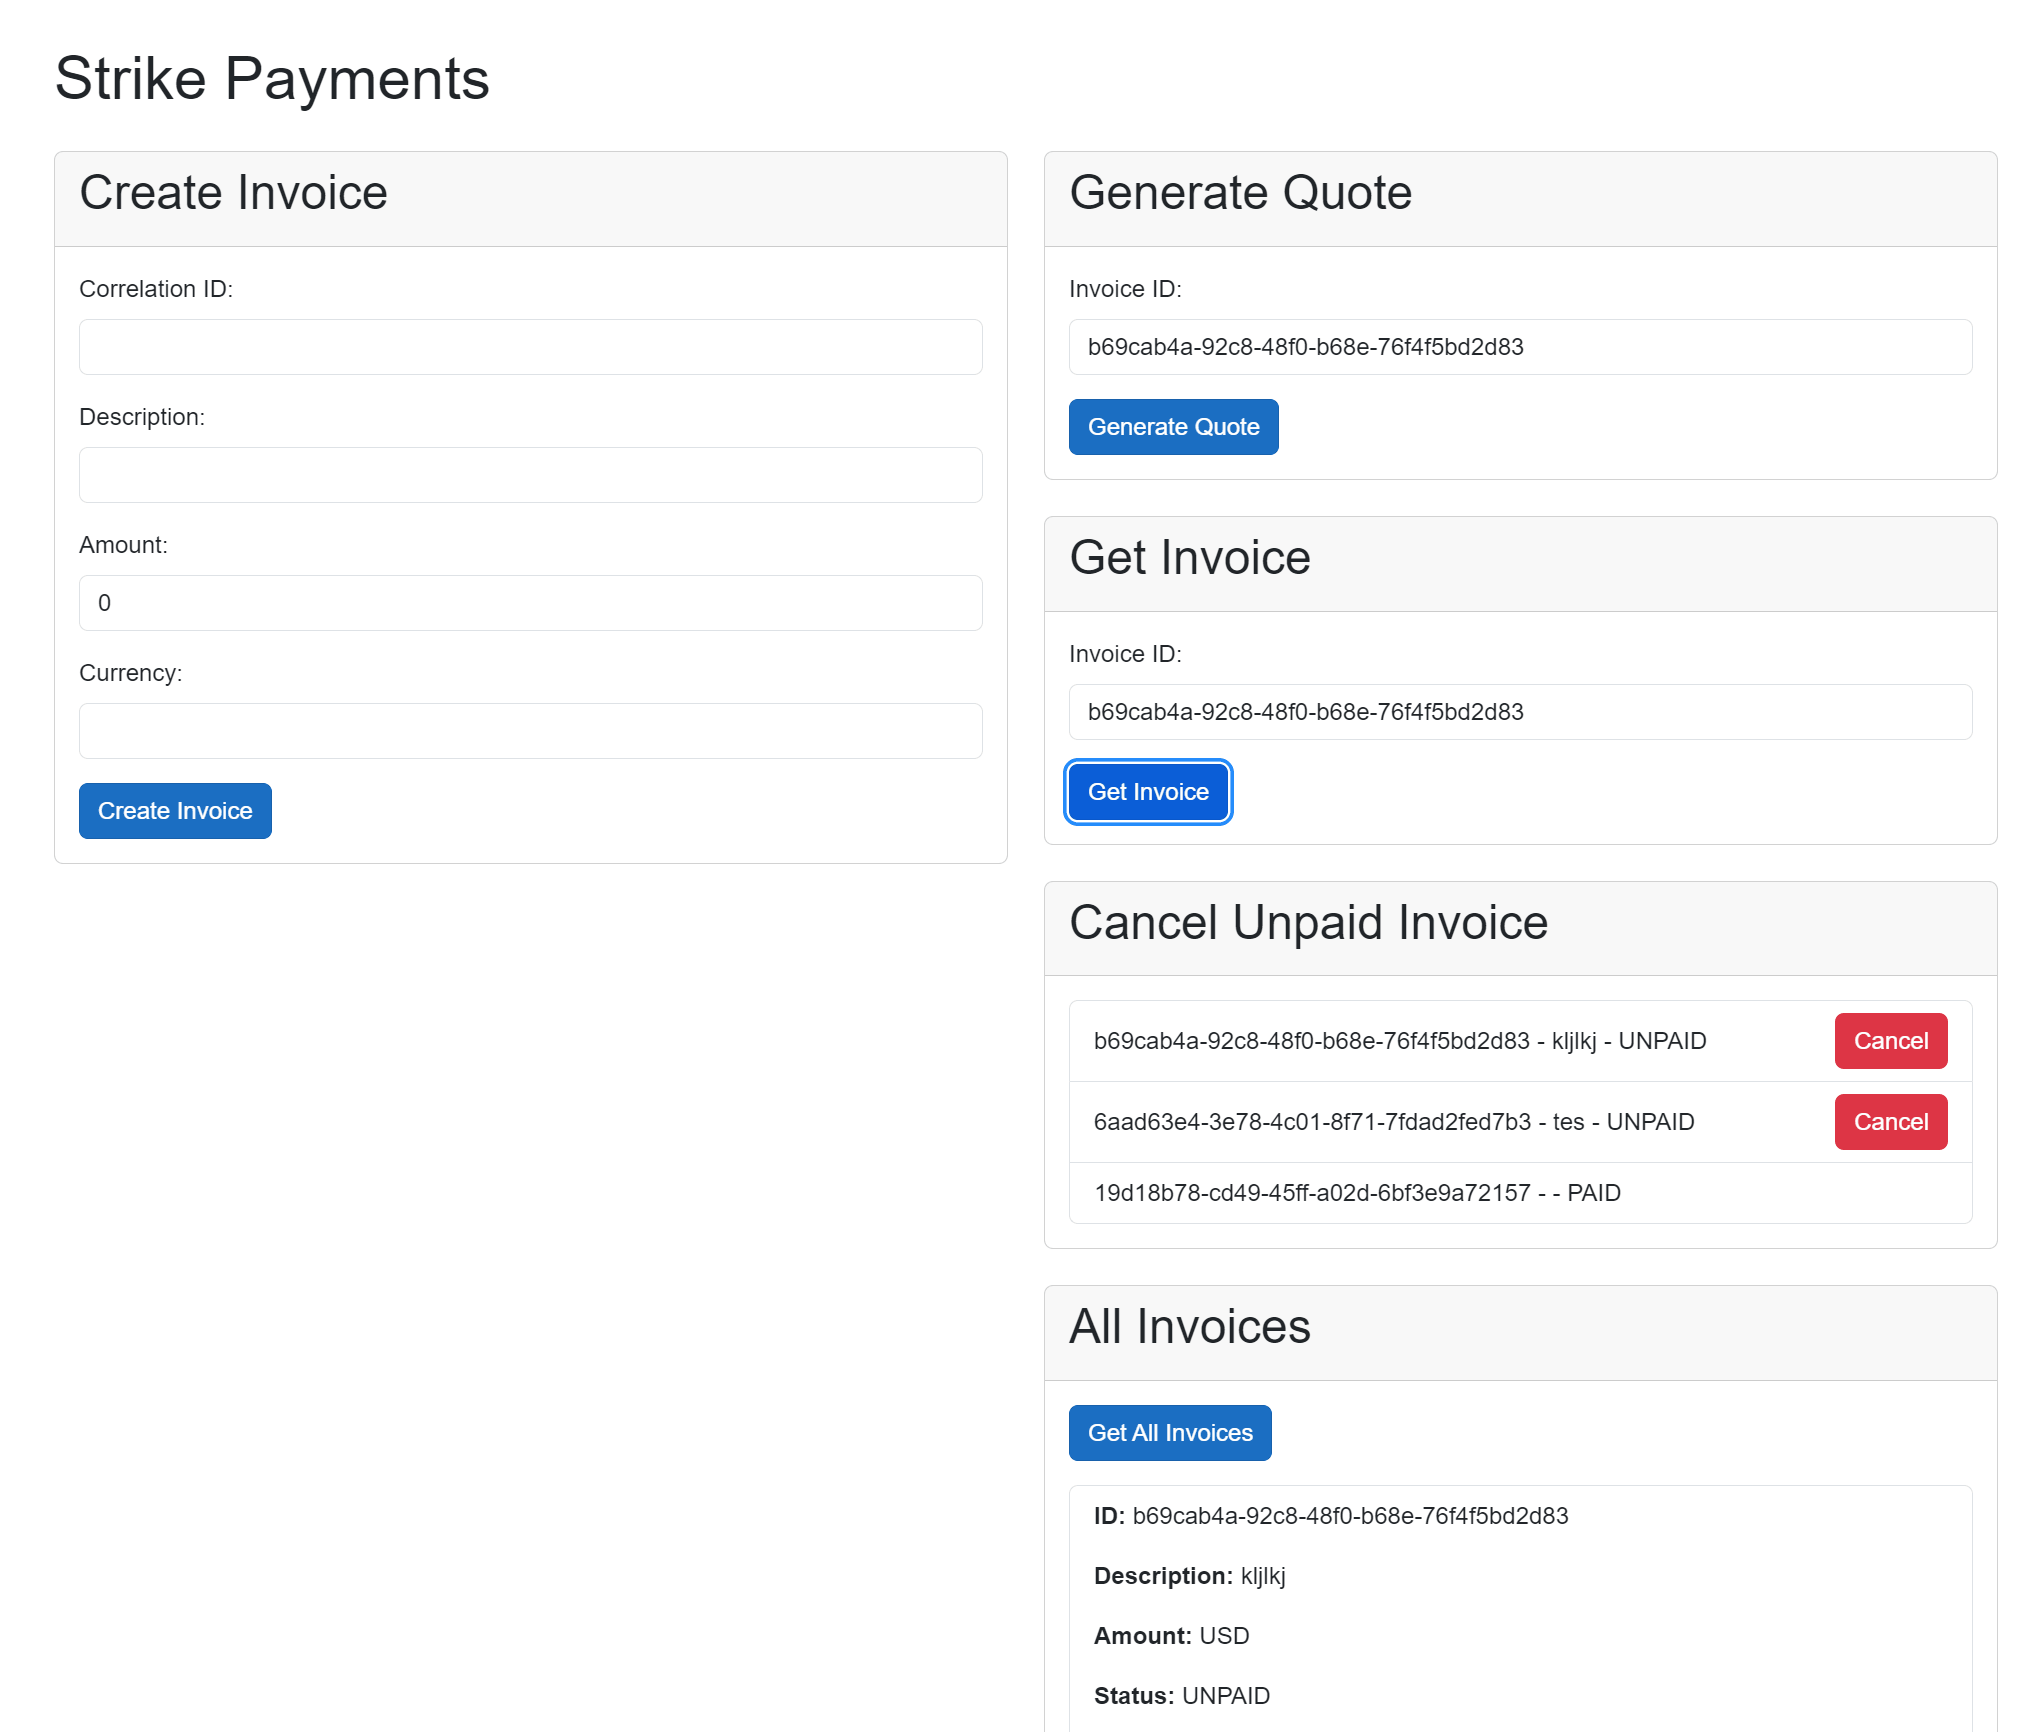 Strike Payments
Create Invoice
Correlation ID:
Description:
Amount:
0
Currency:
Create Invoice
Generate Quote
Invoice ID:
b69cab4a-92c8-48f0-b68e-76f4f5bd2d83
Generate Quote
Get Invoice
Invoice ID:
b69cab4a-92c8-48f0-b68e-76f4f5bd2d83
Get Invoice
Cancel Unpaid Invoice
b69cab4a-92c8-48f0-b68e-76f4f5bd2d83 - kljlkj - UNPAID
Cancel
6aad63e4-3e78-4c01-8f71-7fdad2fed7b3 - tes - UNPAID
Cancel
19d18b78-cd49-45ff-a02d-6bf3e9a72157 - - PAID
All Invoices
Get All Invoices
ID: b69cab4a-92c8-48f0-b68e-76f4f5bd2d83
Description: kljlkj
Amount: USD
Status: UNPAID